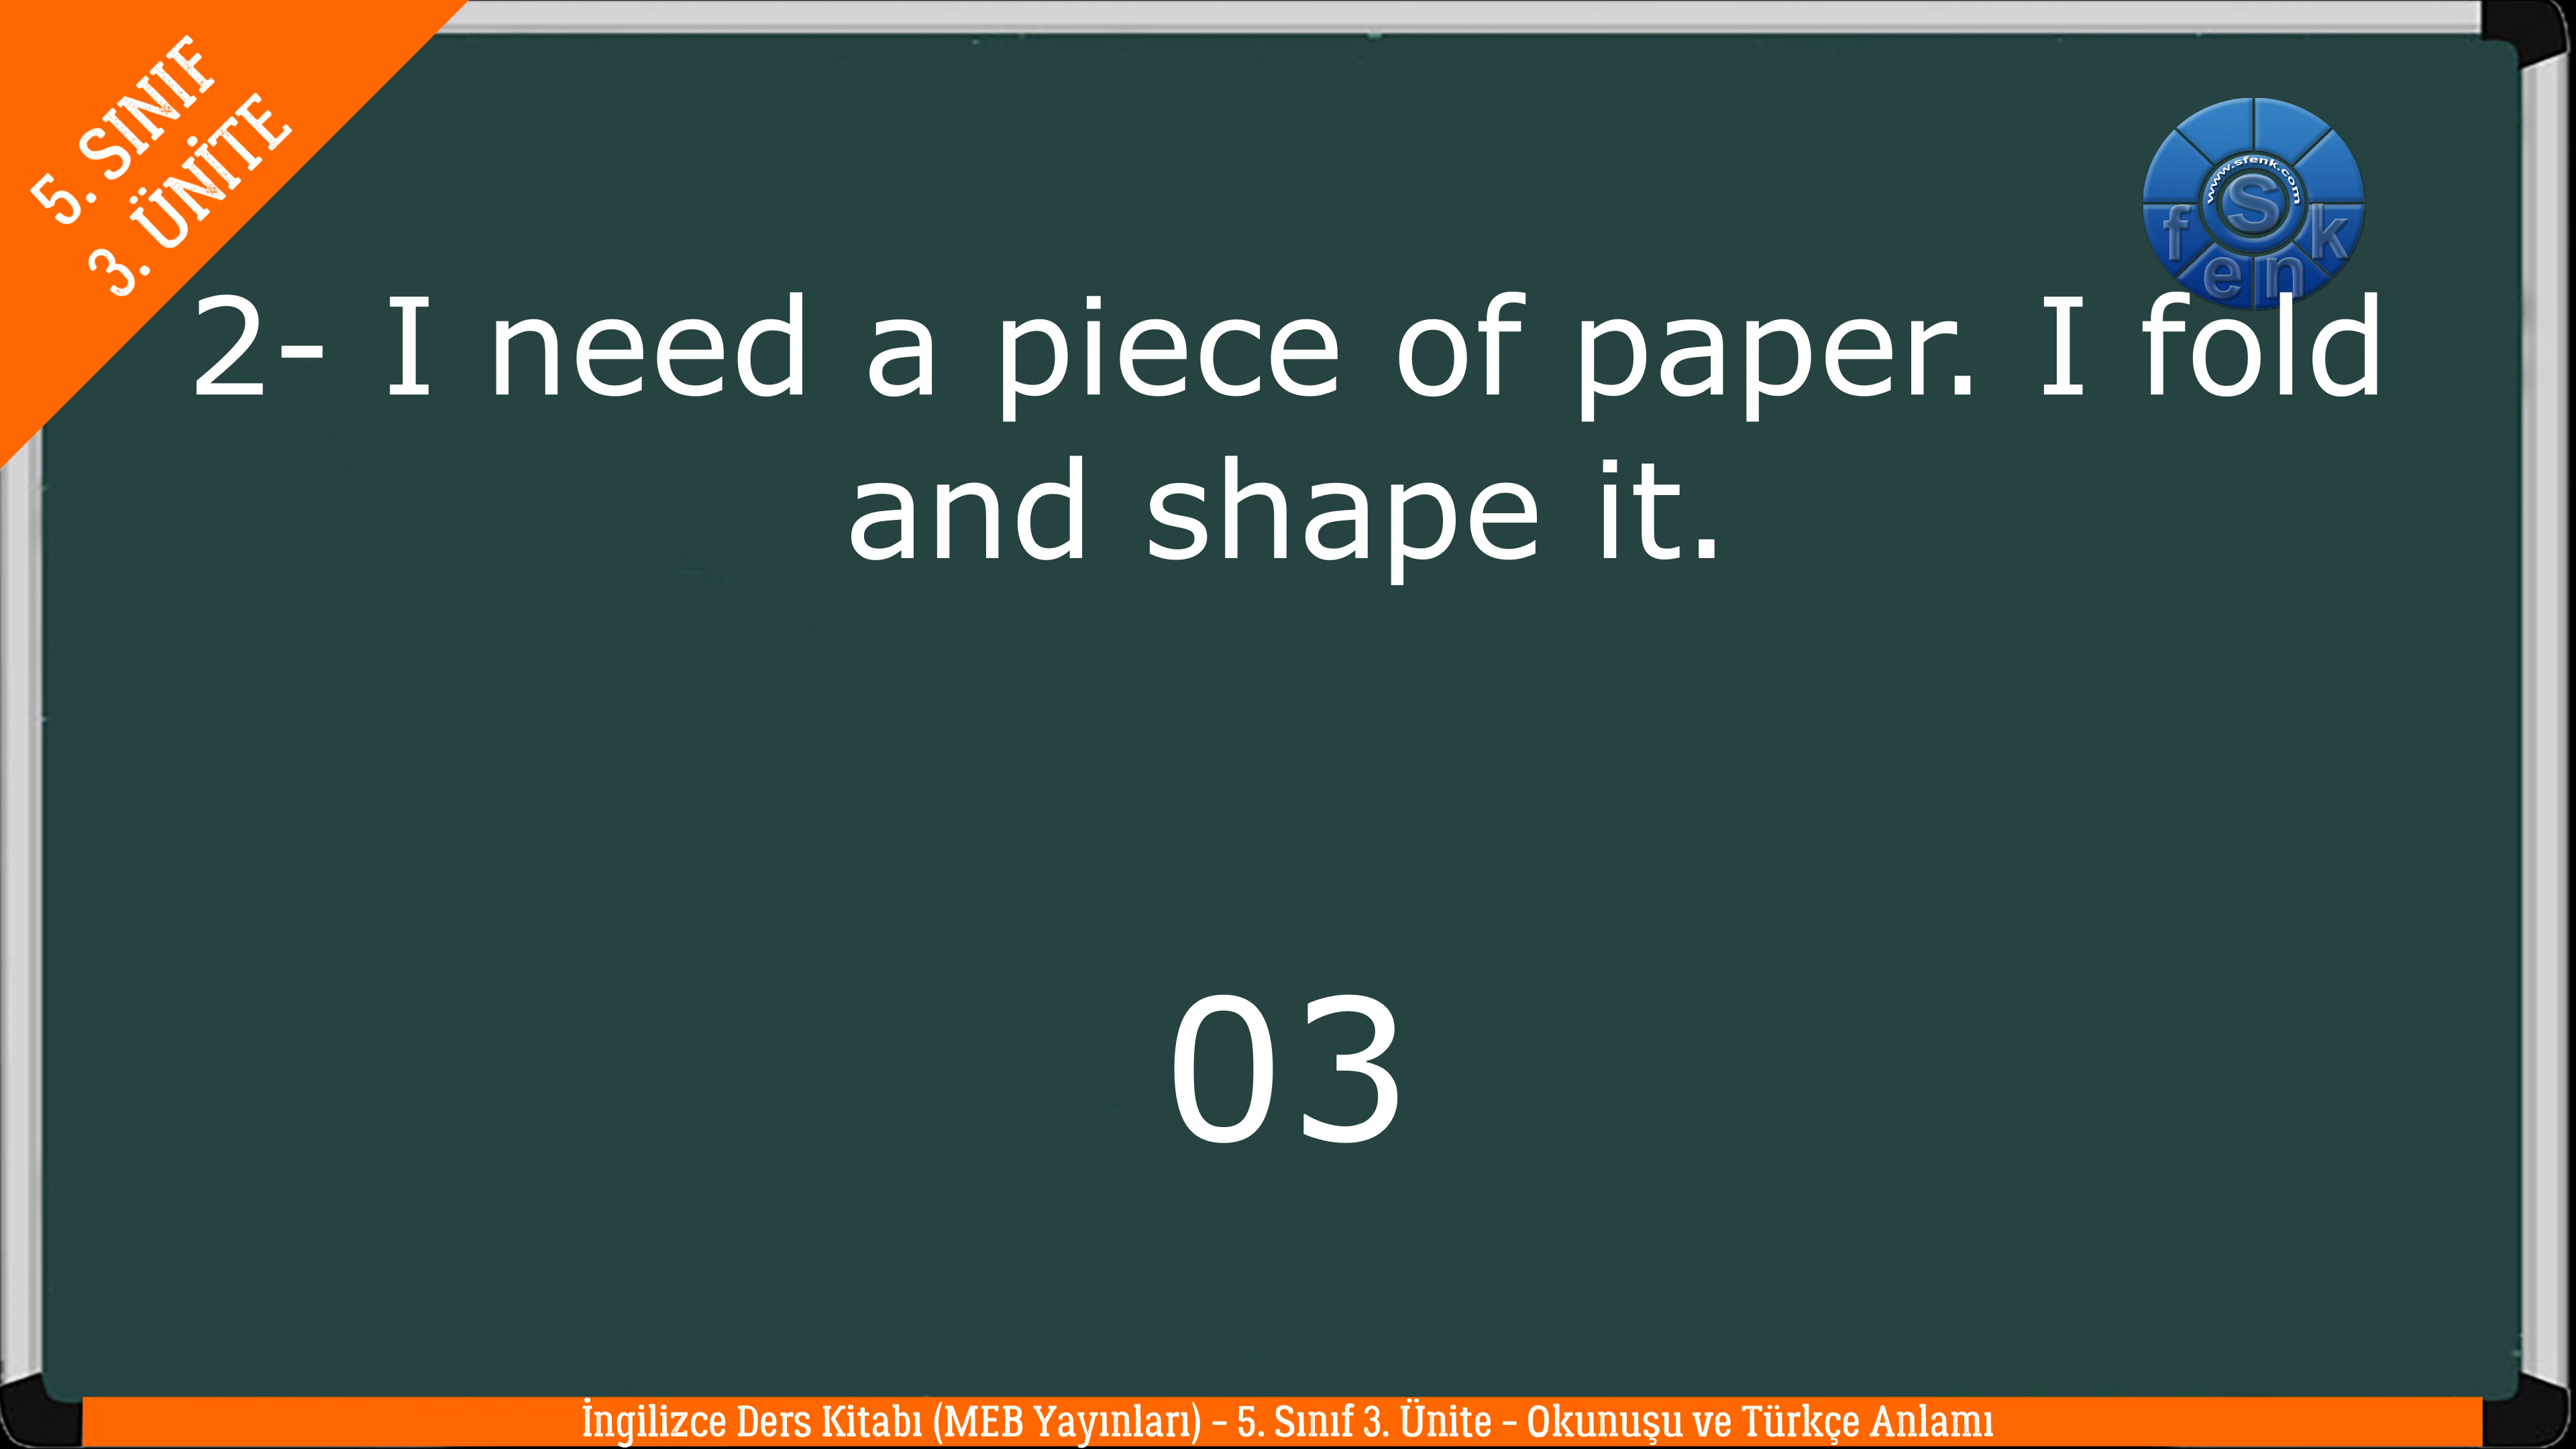 5. SINIF
3. ÜNİTE
www.sfenk.com
S
f e n k
2- I need a piece of paper. I fold
and shape it.
03
İngilizce Ders Kitabı (MEB Yayınları) – 5. Sınıf 3. Ünite – Okunuşu ve Türkçe Anlamı